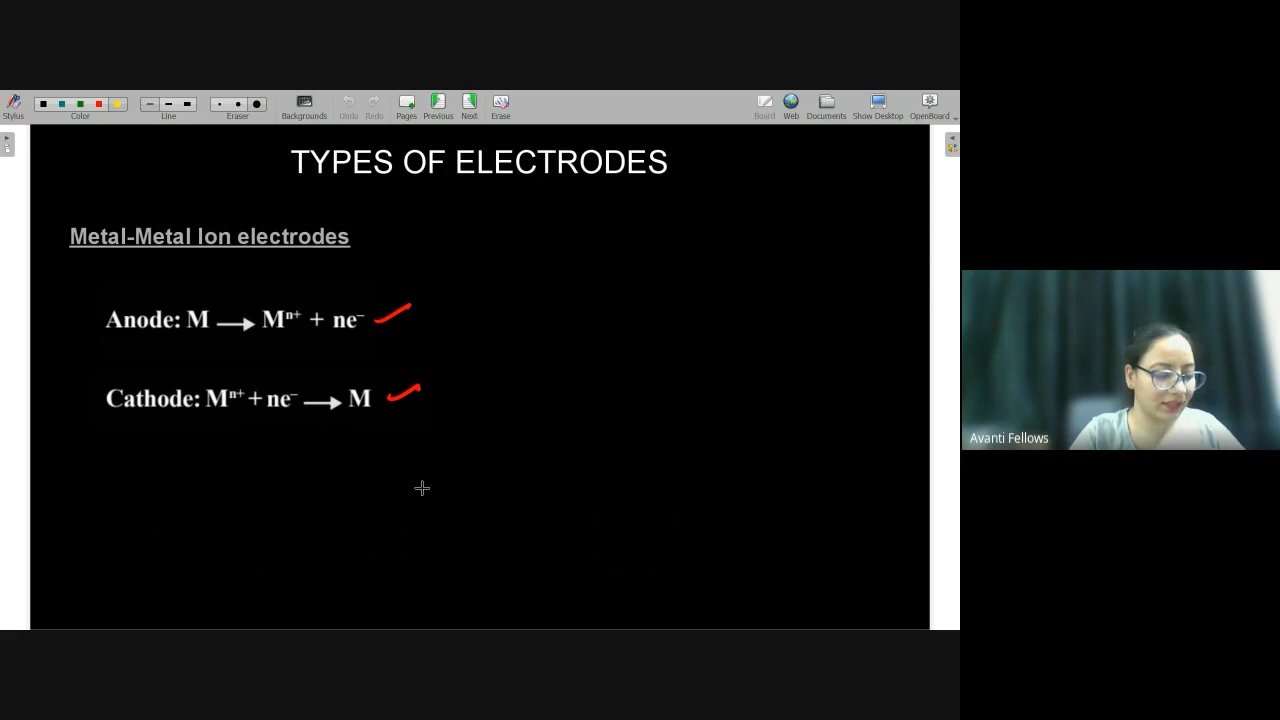 Stylus Color Line Eraser Backgrounds Undo Redo Pages Previous Next Erase Board Web Documents Show Desktop OpenBoard
TYPES OF ELECTRODES
Metal-Metal Ion electrodes
Anode: M ⟶ Mⁿ⁺ + ne⁻
Cathode: Mⁿ⁺ + ne⁻ ⟶ M
Avanti Fellows